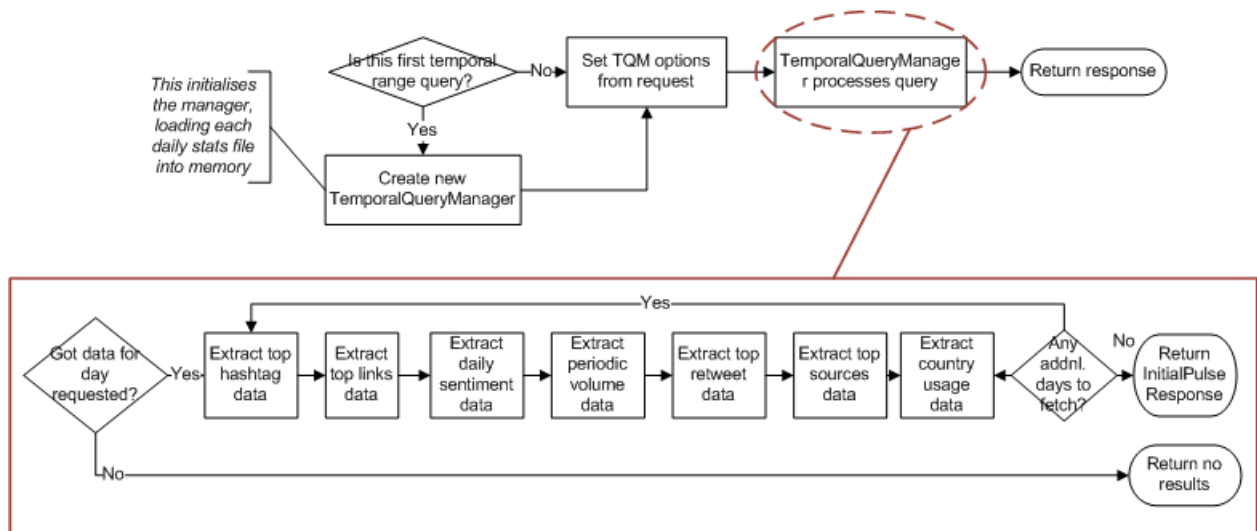 Is this first temporal
range query?
No
Set TQM options
from request
TemporalQueryManage
r processes query
Return response
This initialises
the manager,
loading each
daily stats file
into memory
Yes
Create new
TemporalQueryManager
Yes
Got data for
day
requested?
Yes
Extract top
hashtag
data
Extract
top links
data
Extract
daily
sentiment
data
Extract
periodic
volume
data
Extract top
retweet
data
Extract top
sources
data
Extract
country
usage
data
Any
addnl.
days to
fetch?
No
Return
InitialPulse
Response
No
Return no
results